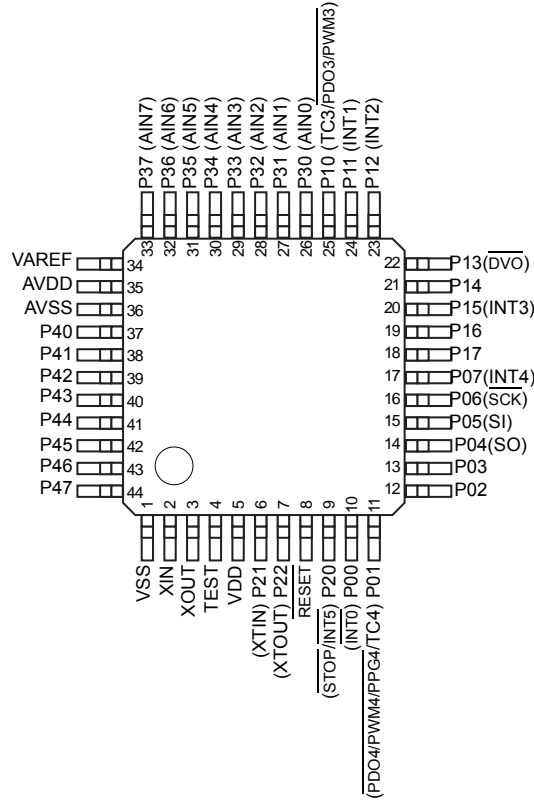 P37 (AIN7)
P36 (AIN6)
P35 (AIN5)
P34 (AIN4)
P33 (AIN3)
P32 (AIN2)
P31 (AIN1)
P30 (AIN0)
P10 (TC3/PDO3/PWM3)
P11 (INT1)
P12 (INT2)
33
32
31
30
29
28
27
26
25
24
23
VAREF 34
AVDD 35
AVSS 36
P40 37
P41 38
P42 39
P43 40
P44 41
P45 42
P46 43
P47 44
22 P13(DVO)
21 P14
20 P15(INT3)
19 P16
18 P17
17 P07(INT4)
16 P06(SCK)
15 P05(SI)
14 P04(SO)
13 P03
12 P02
1
2
3
4
5
6
7
8
9
10
11
VSS
XIN
XOUT
TEST
VDD
(XTIN) P21
(XTOUT) P22
RESET
(STOP/INT5) P20
(INT0) P00
(PDO4/PWM4/PPG4/TC4) P01